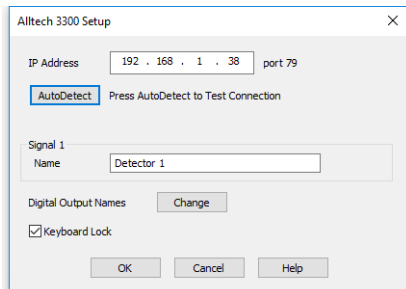 Alltech 3300 Setup
IP Address 192 . 168 . 1 . 38 port 79
AutoDetect Press AutoDetect to Test Connection
Signal 1
Name Detector 1
Digital Output Names Change
Keyboard Lock
OK Cancel Help